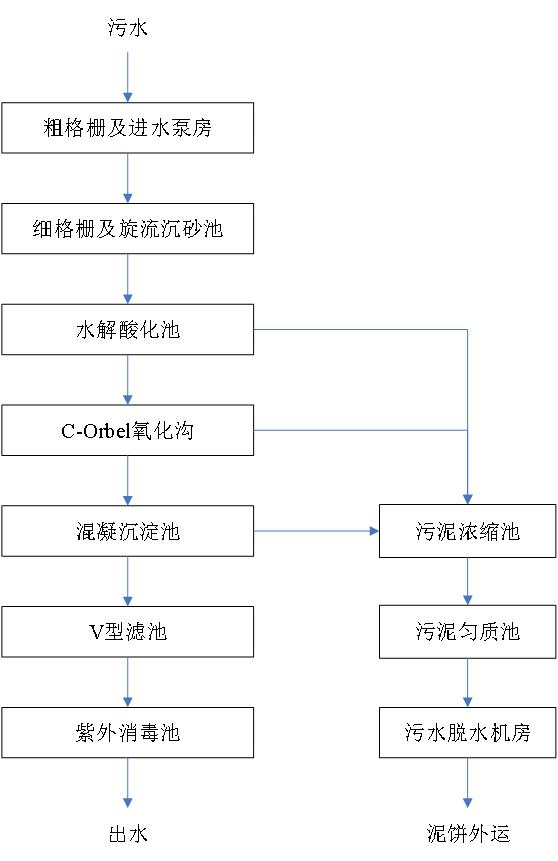 污水
粗格栅及进水泵房
细格栅及旋流沉砂池
水解酸化池
C-Orbel氧化沟
混凝沉淀池
污泥浓缩池
V型滤池
污泥匀质池
紫外消毒池
污水脱水机房
出水
泥饼外运